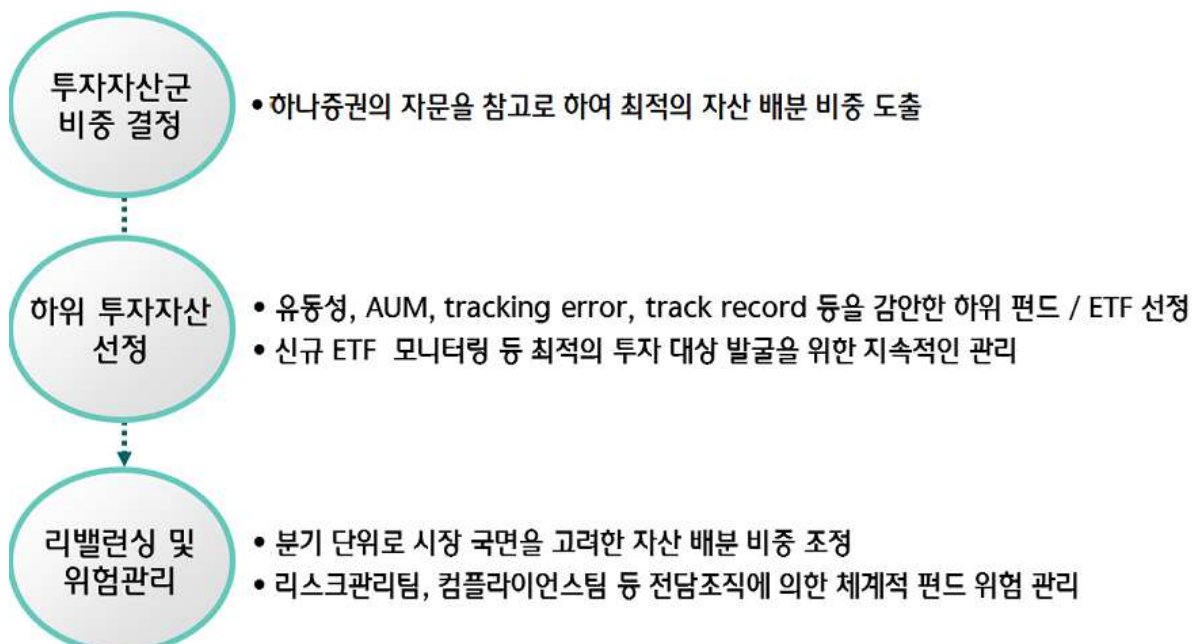 투자자산군
비중 결정
• 하나증권의 자문을 참고로 하여 최적의 자산 배분 비중 도출
하위 투자자산
선정
• 유동성, AUM, tracking error, track record 등을 감안한 하위 펀드 / ETF 선정
• 신규 ETF 모니터링 등 최적의 투자 대상 발굴을 위한 지속적인 관리
리밸런싱 및
위험관리
• 분기 단위로 시장 국면을 고려한 자산 배분 비중 조정
• 리스크관리팀, 컴플라이언스팀 등 전담조직에 의한 체계적 펀드 위험 관리